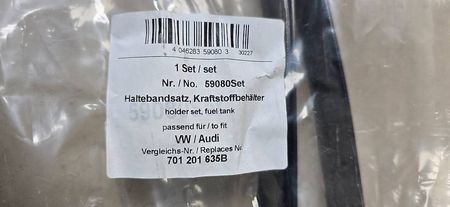 4 046283 59080 3
30227
1 Set / set
Nr. / No. 59080Set
Haltebandsatz, Kraftstoffbehälter
holder set, fuel tank
passend für / to fit
VW / Audi
Vergleichs-Nr. / Replaces Nr.
701 201 635B